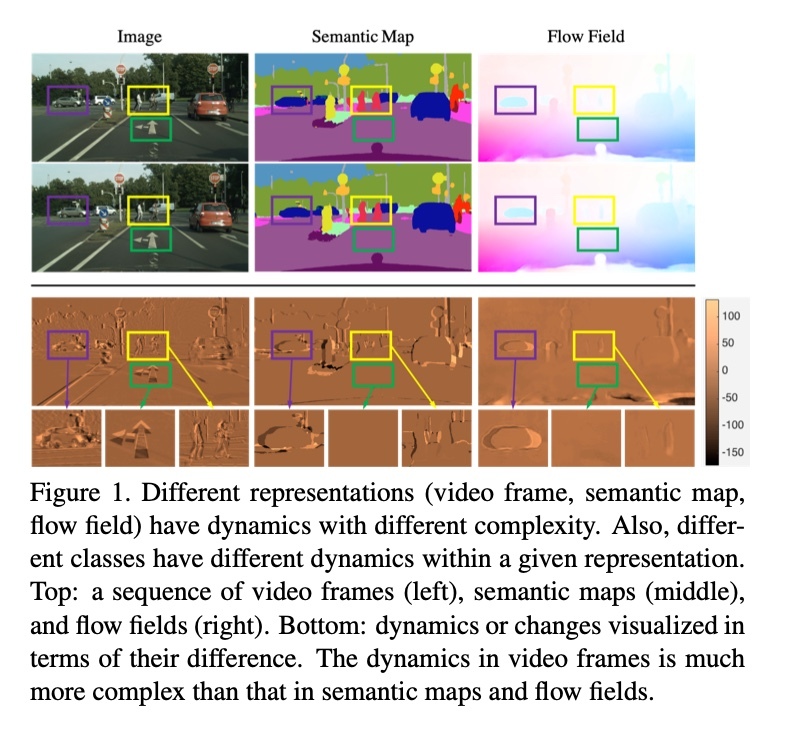 Image
Semantic Map
Flow Field
100
50
0
-50
-100
-150
Figure 1. Different representations (video frame, semantic map,
flow field) have dynamics with different complexity. Also, differ-
ent classes have different dynamics within a given representation.
Top: a sequence of video frames (left), semantic maps (middle),
and flow fields (right). Bottom: dynamics or changes visualized in
terms of their difference. The dynamics in video frames is much
more complex than that in semantic maps and flow fields.